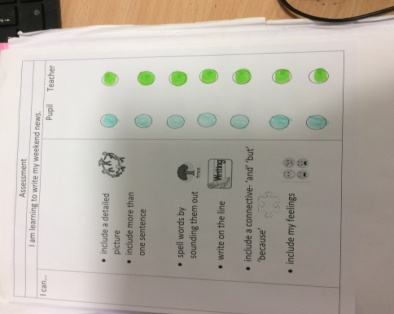 Assessment
I am learning to write my weekend news.
I can...
Pupil
Teacher
• include a detailed
picture
• include more than
one sentence
• spell words by
sounding them out
• write on the line
Writing
• include a connective- 'and' 'but'
'because'
• include my feelings